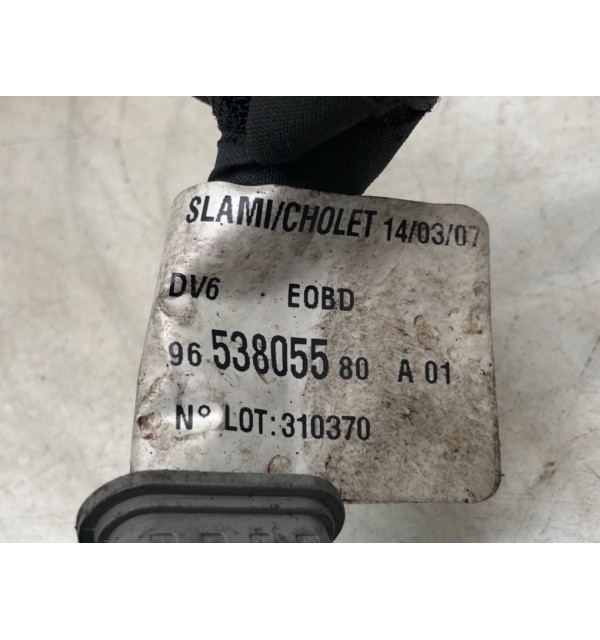 SLAMI/CHOLET 14/03/07
DV6 EOBD
96 538055 80 A 01
N° LOT:310370